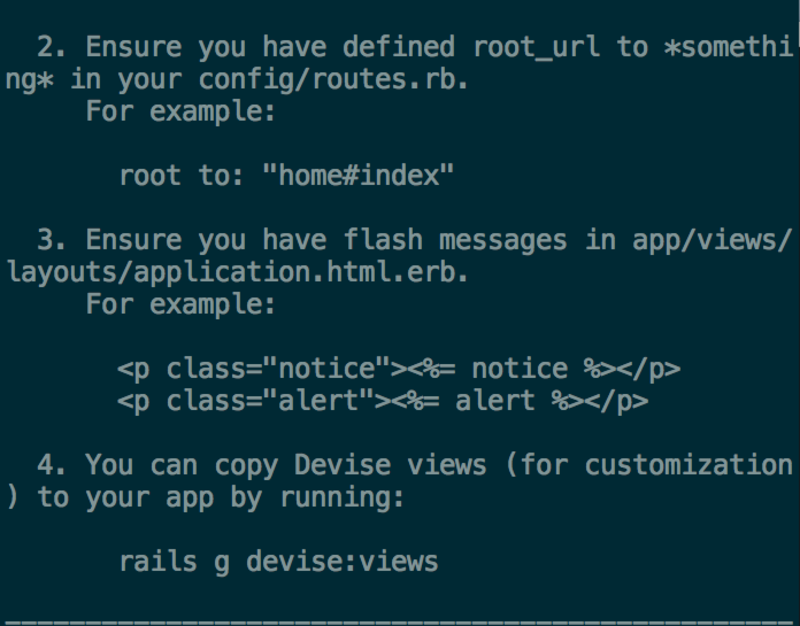 2. Ensure you have defined root_url to *somethi
ng* in your config/routes.rb.
For example:
root to: "home#index"
3. Ensure you have flash messages in app/views/
layouts/application.html.erb.
For example:
<p class="notice"><%= notice %></p>
<p class="alert"><%= alert %></p>
4. You can copy Devise views (for customization
) to your app by running:
rails g devise:views